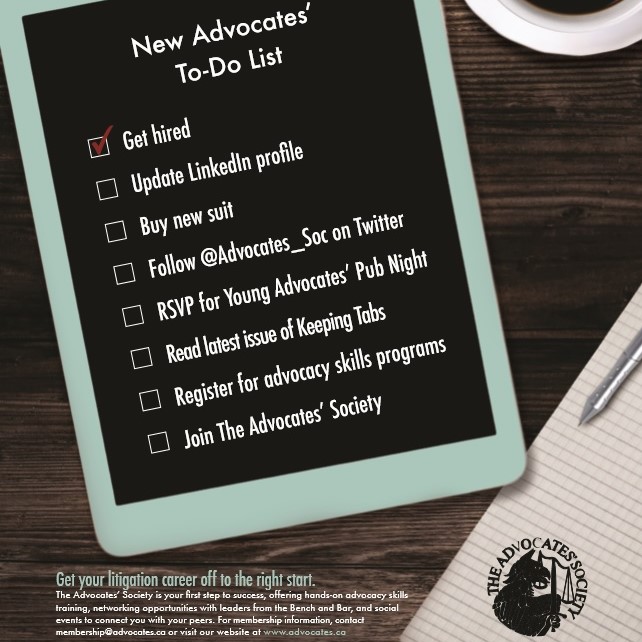 New Advocates'
To-Do List
Get hired
Update LinkedIn profile
Buy new suit
Follow @Advocates_Soc on Twitter
RSVP for Young Advocates' Pub Night
Read latest issue of Keeping Tabs
Register for advocacy skills programs
Join The Advocates' Society
Get your litigation career off to the right start.
The Advocates' Society is your first step to success, offering hands-on advocacy skills
training, networking opportunities with leaders from the Bench and Bar, and social
events to connect you with your peers. For membership information, contact
membership@advocates.ca or visit our website at www.advocates.ca
THE ADVOCATES' SOCIETY